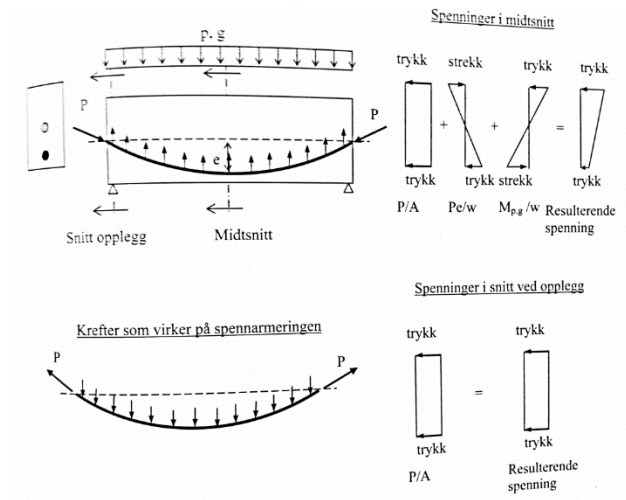 Spenninger i midtsnitt
p. g
trykk strekk trykk trykk
P P
e
+ + =
trykk trykk strekk trykk
P/A Pe/w Mp.g /w Resulterende
spenning
Snitt opplegg Midtsnitt
Spenninger i snitt ved opplegg
Krefter som virker på spennarmeringen
trykk trykk
P P
=
trykk trykk
P/A Resulterende
spenning